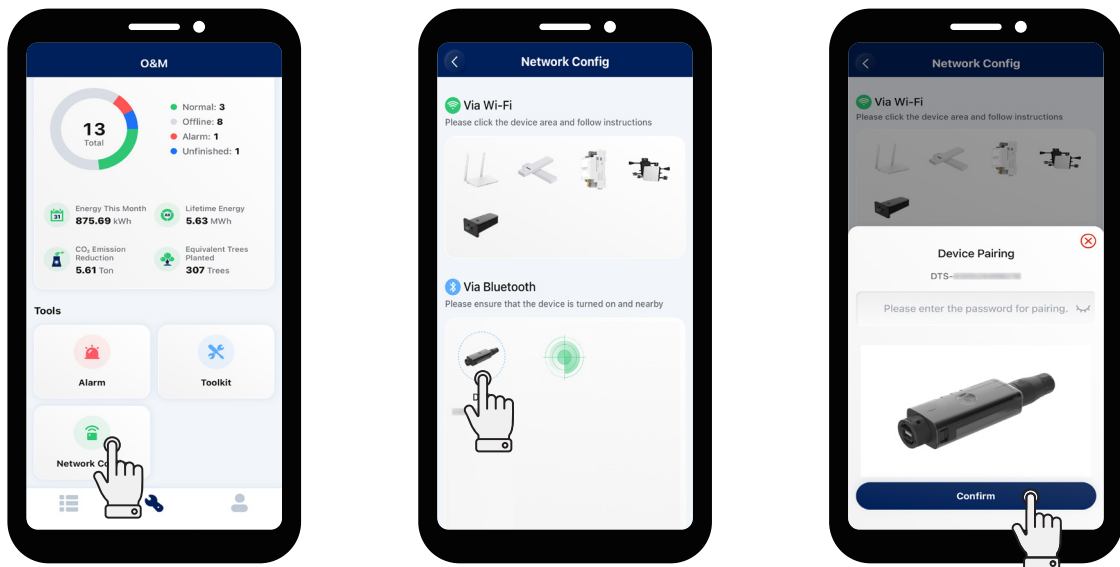 O&M
13
Total
Normal: 3
Offline: 8
Alarm: 1
Unfinished: 1
31
Energy This Month
875.69 kWh
Lifetime Energy
5.63 MWh
CO₂ Emission
Reduction
5.61 Ton
Equivalent Trees
Planted
307 Trees
Tools
Alarm
Toolkit
Network Co
Network Config
Via Wi-Fi
Please click the device area and follow instructions
Via Bluetooth
Please ensure that the device is turned on and nearby
D
Network Config
Via Wi-Fi
Please click the device area and follow instructions
Device Pairing
DTS-
Please enter the password for pairing.
Confirm